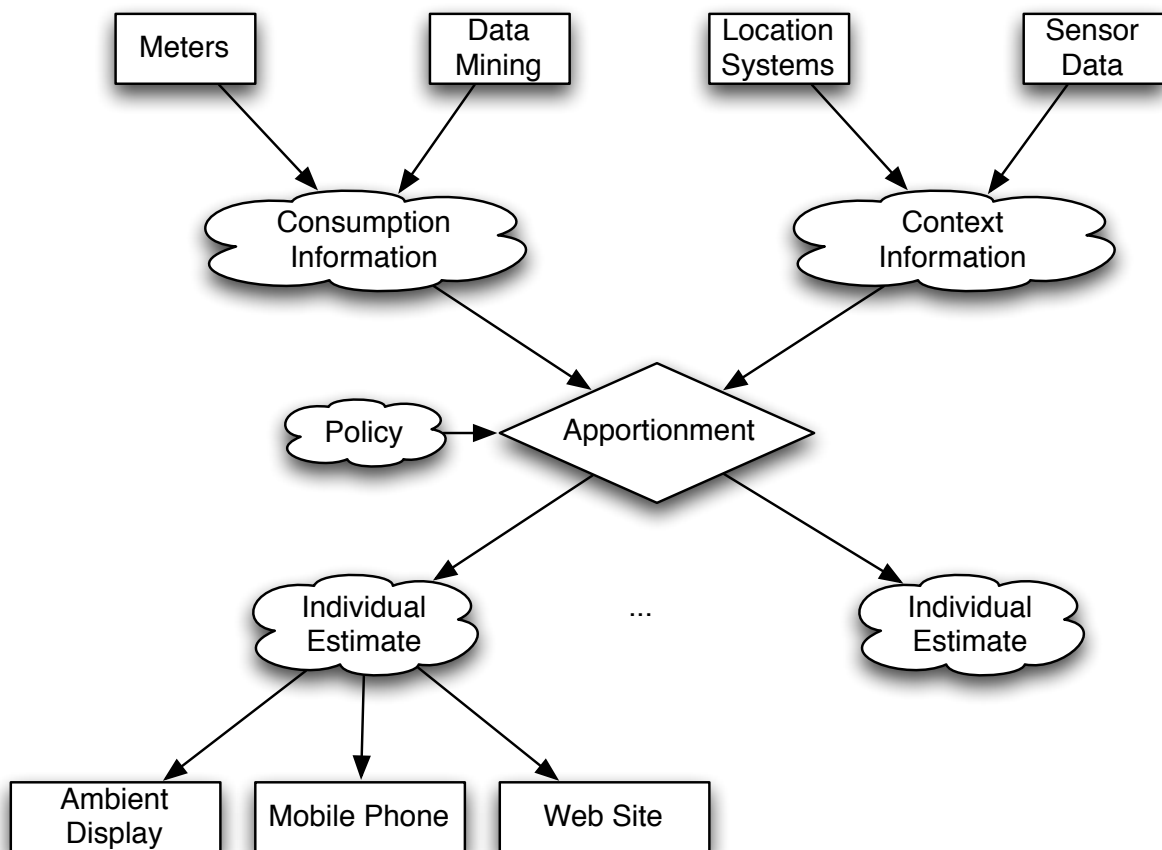 Meters
Data
Mining
Location
Systems
Sensor
Data
Consumption
Information
Context
Information
Policy
Apportionment
Individual
Estimate
...
Individual
Estimate
Ambient
Display
Mobile Phone
Web Site